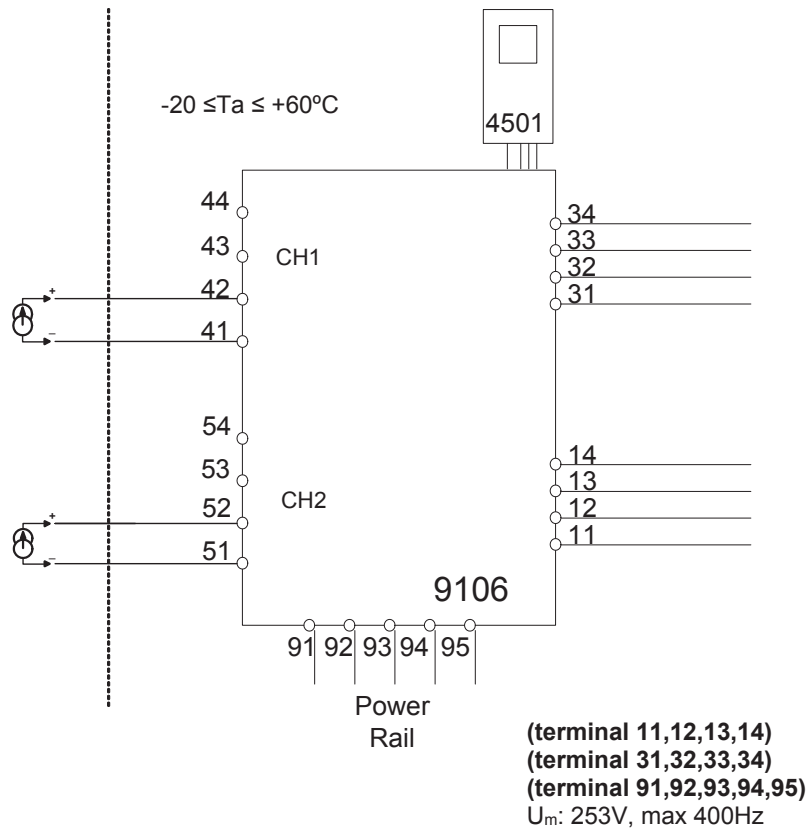 -20 ≤Ta ≤ +60ºC
4501
44
43
CH1
42
+
41
–
34
33
32
31
54
53
CH2
52
+
51
–
14
13
12
11
9106
91 92 93 94 95
Power
Rail
(terminal 11,12,13,14)
(terminal 31,32,33,34)
(terminal 91,92,93,94,95)
Um: 253V, max 400Hz